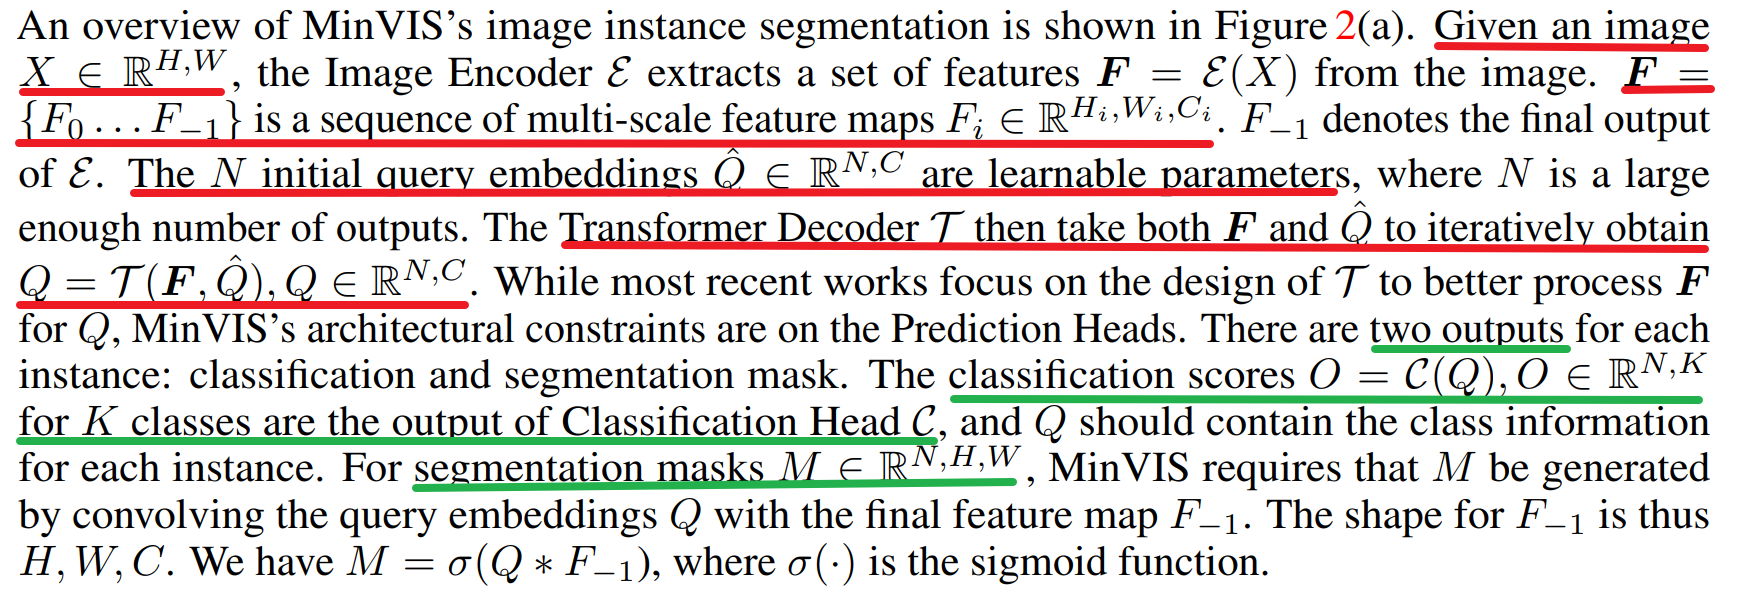 An overview of MinVIS's image instance segmentation is shown in Figure 2(a). Given an image
$X \in \mathbb{R}^{H,W}$, the Image Encoder $\mathcal{E}$ extracts a set of features $\boldsymbol{F} = \mathcal{E}(X)$ from the image. $\boldsymbol{F} =$
$\{F_0 \ldots F_{-1}\}$ is a sequence of multi-scale feature maps $F_i \in \mathbb{R}^{H_i,W_i,C_i}$. $F_{-1}$ denotes the final output
of $\mathcal{E}$. The $N$ initial query embeddings $\hat{Q} \in \mathbb{R}^{N,C}$ are learnable parameters, where $N$ is a large
enough number of outputs. The Transformer Decoder $\mathcal{T}$ then take both $\boldsymbol{F}$ and $\hat{Q}$ to iteratively obtain
$Q = \mathcal{T}(\boldsymbol{F}, \hat{Q}), Q \in \mathbb{R}^{N,C}$. While most recent works focus on the design of $\mathcal{T}$ to better process $\boldsymbol{F}$
for $Q$, MinVIS's architectural constraints are on the Prediction Heads. There are two outputs for each
instance: classification and segmentation mask. The classification scores $O = \mathcal{C}(Q), O \in \mathbb{R}^{N,K}$
for $K$ classes are the output of Classification Head $\mathcal{C}$, and $Q$ should contain the class information
for each instance. For segmentation masks $M \in \mathbb{R}^{N,H,W}$, MinVIS requires that $M$ be generated
by convolving the query embeddings $Q$ with the final feature map $F_{-1}$. The shape for $F_{-1}$ is thus
$H, W, C$. We have $M = \sigma(Q * F_{-1})$, where $\sigma(\cdot)$ is the sigmoid function.